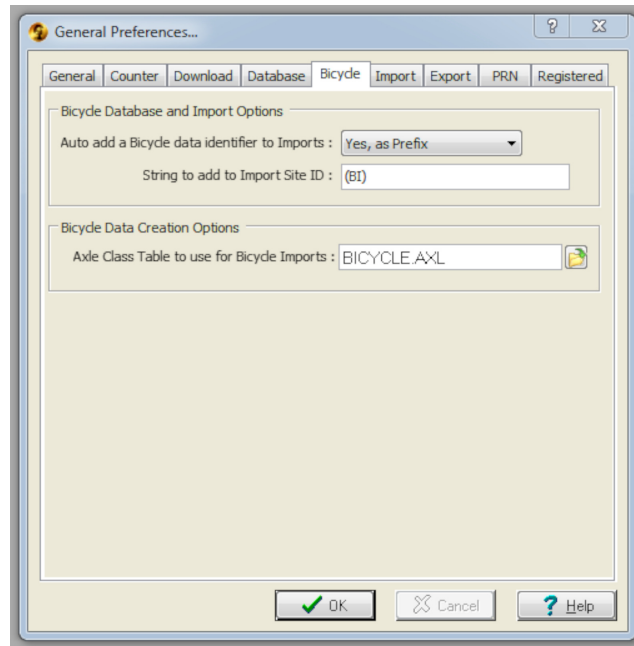 General Preferences...
General Counter Download Database Bicycle Import Export PRN Registered
Bicycle Database and Import Options
Auto add a Bicycle data identifier to Imports : Yes, as Prefix
String to add to Import Site ID : (BI)
Bicycle Data Creation Options
Axle Class Table to use for Bicycle Imports : BICYCLE.AXL
OK Cancel ? Help